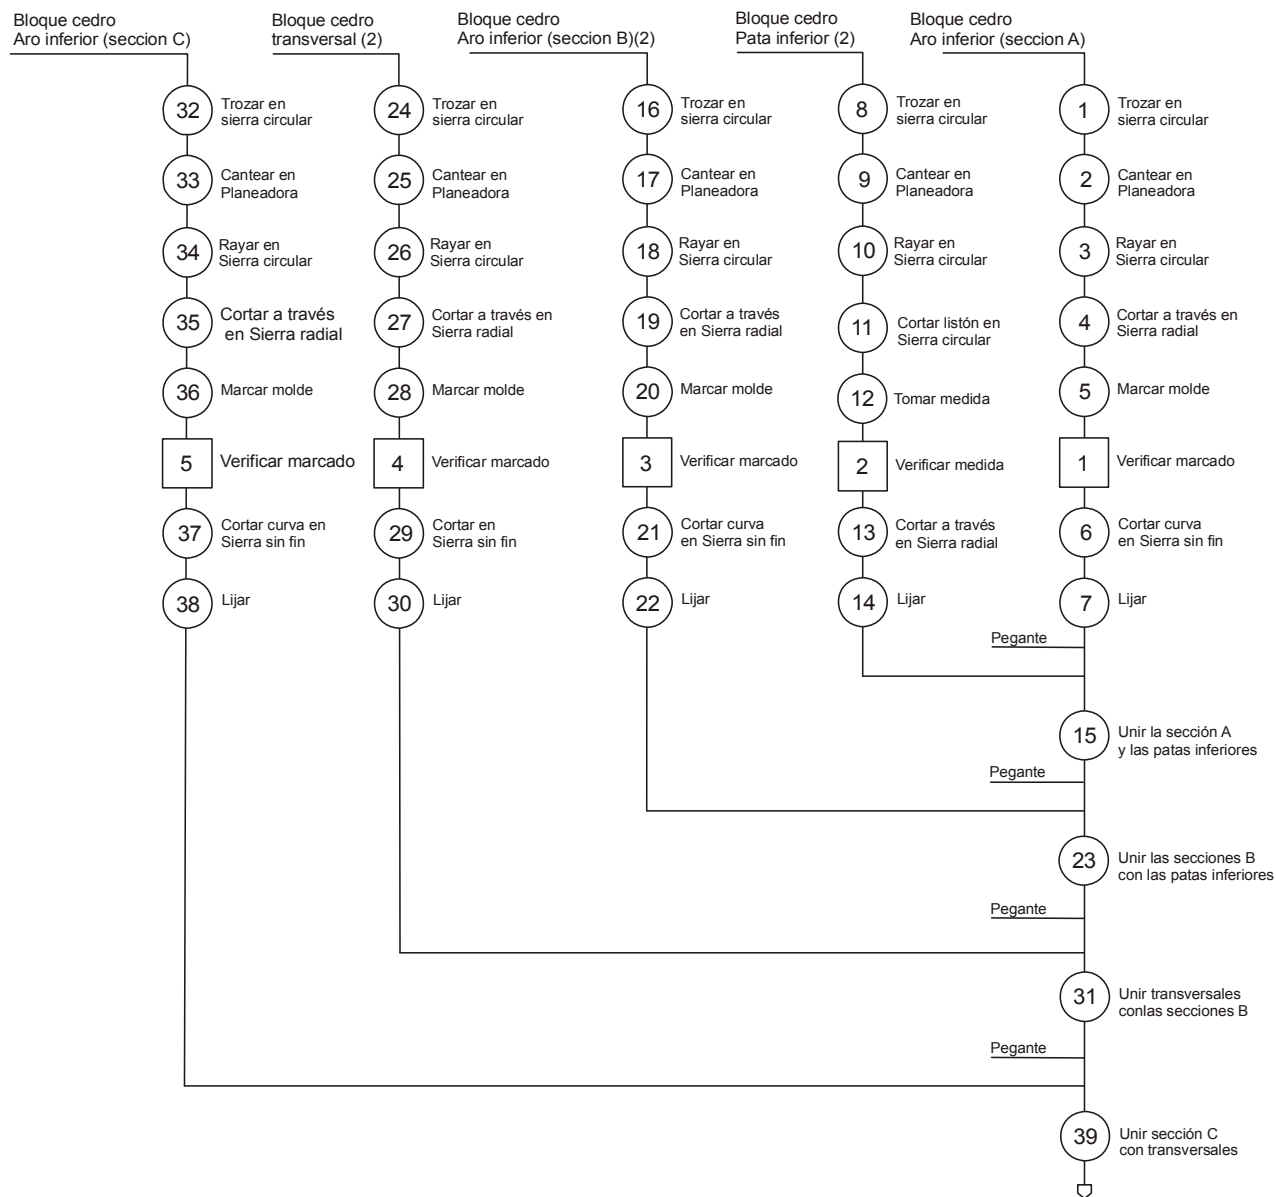 Bloque cedro
Aro inferior (seccion C)
Bloque cedro
transversal (2)
Bloque cedro
Aro inferior (seccion B)(2)
Bloque cedro
Pata inferior (2)
Bloque cedro
Aro inferior (seccion A)
32
Trozar en
sierra circular
24
Trozar en
sierra circular
16
Trozar en
sierra circular
8
Trozar en
sierra circular
1
Trozar en
sierra circular
33
Cantear en
Planeadora
25
Cantear en
Planeadora
17
Cantear en
Planeadora
9
Cantear en
Planeadora
2
Cantear en
Planeadora
34
Rayar en
Sierra circular
26
Rayar en
Sierra circular
18
Rayar en
Sierra circular
10
Rayar en
Sierra circular
3
Rayar en
Sierra circular
35
Cortar a través
en Sierra radial
27
Cortar a través en
Sierra radial
19
Cortar a través
en Sierra radial
11
Cortar listón en
Sierra circular
4
Cortar a través en
Sierra radial
36
Marcar molde
28
Marcar molde
20
Marcar molde
12
Tomar medida
5
Marcar molde
5
Verificar marcado
4
Verificar marcado
3
Verificar marcado
2
Verificar medida
1
Verificar marcado
37
Cortar curva en
Sierra sin fin
29
Cortar en
Sierra sin fin
21
Cortar curva
en Sierra sin fin
13
Cortar a través
en Sierra radial
6
Cortar curva
en Sierra sin fin
38
Lijar
30
Lijar
22
Lijar
14
Lijar
7
Lijar
Pegante
15
Unir la sección A
y las patas inferiores
Pegante
23
Unir las secciones B
con las patas inferiores
Pegante
31
Unir transversales
conlas secciones B
Pegante
39
Unir sección C
con transversales